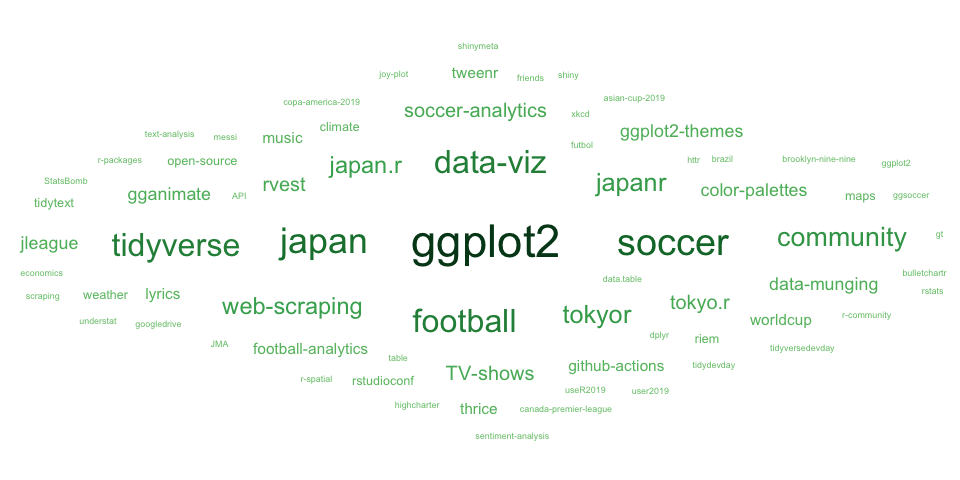 shinymeta
joy-plot tweenr friends shiny
copa-america-2019 soccer-analytics xkcd asian-cup-2019
text-analysis messi music climate futbol ggplot2-themes
r-packages open-source japan.r data-viz httr brazil brooklyn-nine-nine ggplot2
StatsBomb tidytext gganimate API rvest japanr color-palettes maps ggsoccer
jleague tidyverse japan ggplot2 soccer community gt
economics data.table bulletchartr
scraping weather lyrics web-scraping tokyor tokyo.r data-munging rstats
understat googledrive football worldcup r-community
JMA football-analytics table dplyr riem tidyversedevday
r-spatial rstudioconf TV-shows github-actions tidydevday
highcharter thrice canada-premier-league useR2019 user2019
sentiment-analysis